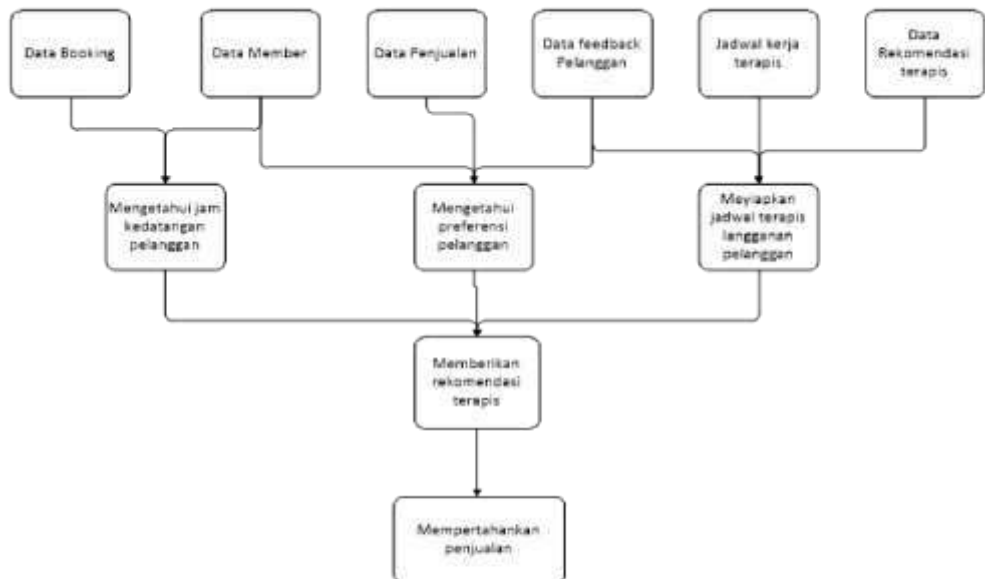 Data Booking
Data Member
Data Penjualan
Data feedback
Pelanggan
Jadwal kerja
terapis
Data
Rekomendasi
terapis
Mengetahui jam
kedatangan
pelanggan
Mengetahui
preferensi
pelanggan
Meyiapkan
jadwal terapis
langganan
pelanggan
Memberikan
rekomendasi
terapis
Mempertahankan
penjualan